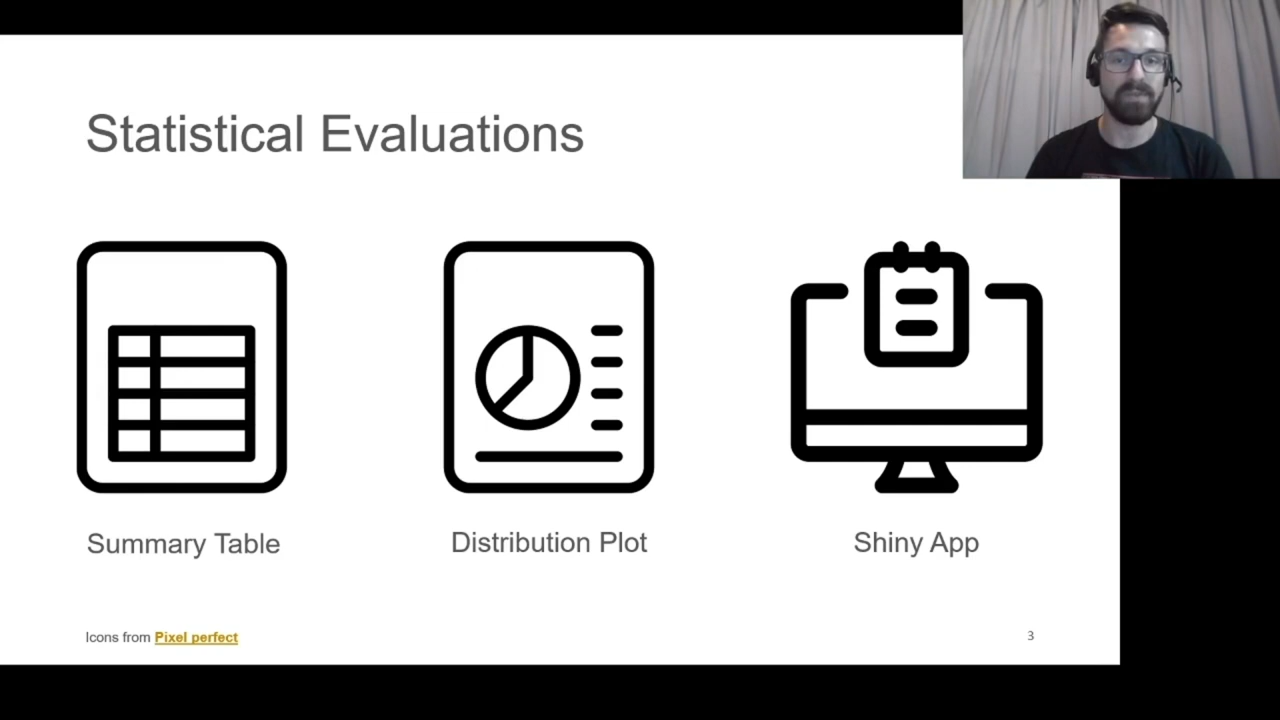 Statistical Evaluations
Summary Table
Distribution Plot
Shiny App
Icons from Pixel perfect
3